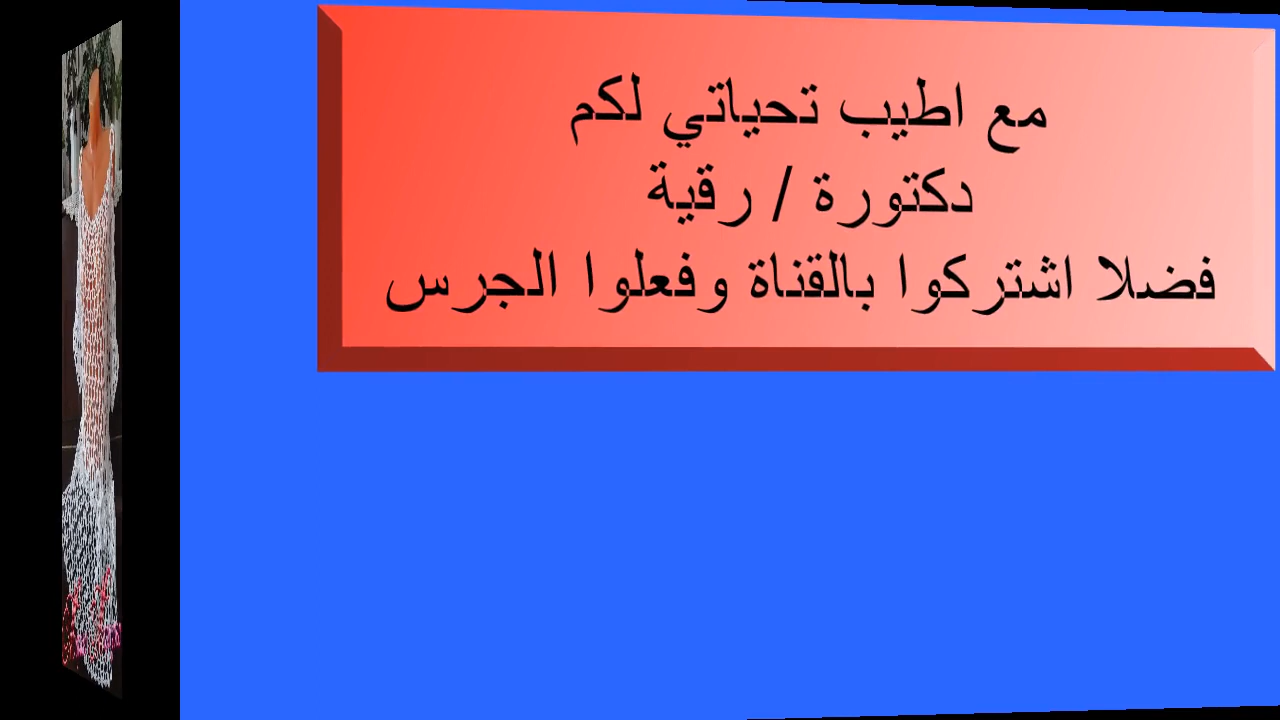 مع اطيب تحياتي لكم
دكتورة / رقية
فضلا اشتركوا بالقناة وفعلوا الجرس